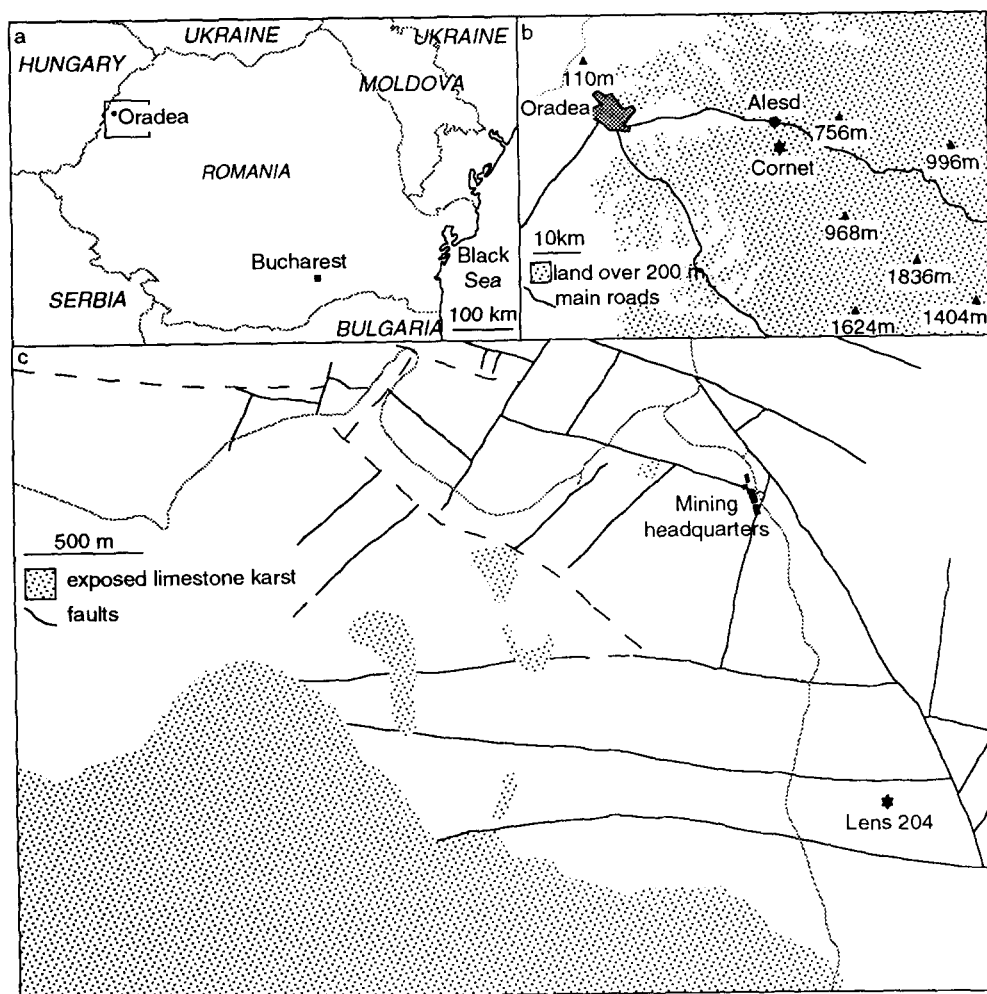 a
UKRAINE
UKRAINE
HUNGARY
MOLDOVA
Oradea
ROMANIA
Bucharest
Black
Sea
SERBIA
BULGARIA
100 km
b
110m
Oradea
Alesd
756m
Cornet
996m
968m
10km
1836m
land over 200 m
main roads
1624m
1404m
c
Mining
headquarters
500 m
exposed limestone karst
faults
Lens 204